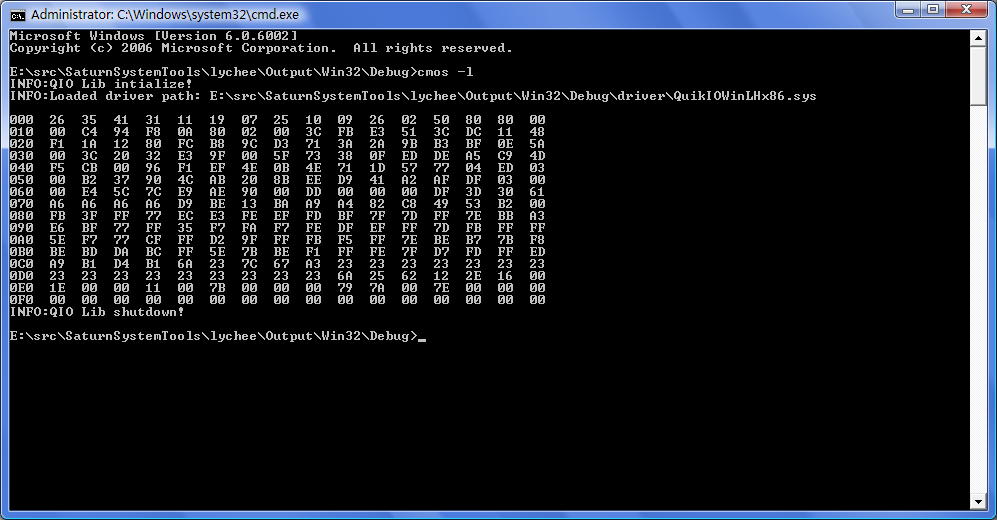 Administrator: C:\Windows\system32\cmd.exe
Microsoft Windows [Version 6.0.6002]
Copyright (c) 2006 Microsoft Corporation.  All rights reserved.
E:\src\SaturnSystemTools\lychee\Output\Win32\Debug>cmos -l
INFO:QIO Lib intialize!
INFO:Loaded driver path: E:\src\SaturnSystemTools\lychee\Output\Win32\Debug\driver\QuikIOWinLHx86.sys
000  26  35  41  31  11  19  07  25  10  09  26  02  50  80  80  00
010  00  C4  94  F8  0A  80  02  00  3C  FB  E3  51  3C  DC  11  48
020  F1  1A  12  80  FC  B8  9C  D3  71  3A  2A  9B  B3  BF  0E  5A
030  00  3C  20  32  E3  9F  00  5F  73  38  0F  ED  DE  A5  C9  4D
040  F5  CB  00  96  F1  EF  4E  0B  4E  71  1D  57  77  04  ED  03
050  00  B2  37  90  4C  AB  20  8B  EE  D9  41  A2  AF  DF  03  00
060  00  E4  5C  7C  E9  AE  90  00  DD  00  00  00  DF  3D  30  61
070  A6  A6  A6  A6  D9  BE  13  BA  A9  A4  82  C8  49  53  B2  00
080  FB  3F  FF  77  EC  E3  FE  EF  FD  BF  7F  7D  FF  7E  BB  A3
090  E6  BF  77  FF  35  F7  FA  F7  FE  DF  EF  FF  7D  FB  FF  FF
0A0  5E  F7  77  CF  FF  D2  9F  FF  FB  F5  FF  7E  BE  B7  7B  F8
0B0  BE  BD  DA  BC  FF  5E  7B  BE  F1  FF  FE  7F  D7  FD  FF  ED
0C0  A9  B1  D4  B1  6A  23  7C  67  A3  23  23  23  23  23  23  23
0D0  23  23  23  23  23  23  23  23  6A  25  62  12  2E  16  00
0E0  1E  00  00  11  00  7B  00  00  00  79  7A  00  7E  00  00  00
0F0  00  00  00  00  00  00  00  00  00  00  00  00  00  00  00  00
INFO:QIO Lib shutdown!
E:\src\SaturnSystemTools\lychee\Output\Win32\Debug>_